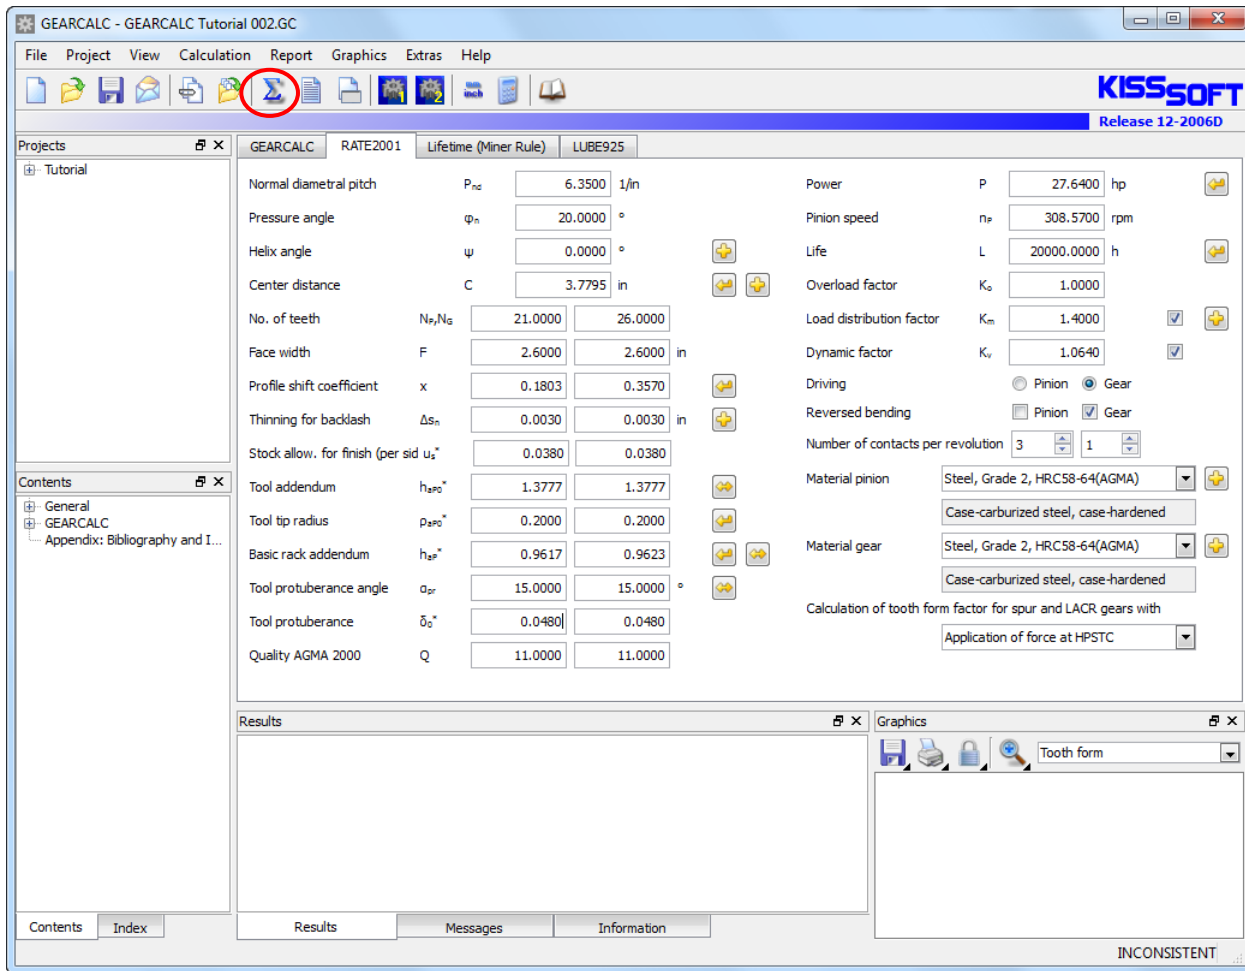 GEARCALC - GEARCALC Tutorial 002.GC
File Project View Calculation Report Graphics Extras Help
1 2 mm inch
KISSSOFT
Release 12-2006D
Projects
Tutorial
Contents
General
GEARCALC
Appendix: Bibliography and I...
Contents Index
GEARCALC RATE2001 Lifetime (Miner Rule) LUBE925
Normal diametral pitch Pnd 6.3500 1/in
Pressure angle φn 20.0000 °
Helix angle ψ 0.0000 °
Center distance C 3.7795 in
No. of teeth NP,NG 21.0000 26.0000
Face width F 2.6000 2.6000 in
Profile shift coefficient x 0.1803 0.3570
Thinning for backlash Δsn 0.0030 0.0030 in
Stock allow. for finish (per sid us* 0.0380 0.0380
Tool addendum haP0* 1.3777 1.3777
Tool tip radius ρaP0* 0.2000 0.2000
Basic rack addendum haP* 0.9617 0.9623
Tool protuberance angle αpr 15.0000 15.0000 °
Tool protuberance δ0* 0.0480 0.0480
Quality AGMA 2000 Q 11.0000 11.0000
Power P 27.6400 hp
Pinion speed nP 308.5700 rpm
Life L 20000.0000 h
Overload factor Ko 1.0000
Load distribution factor Km 1.4000
Dynamic factor Kv 1.0640
Driving Pinion Gear
Reversed bending Pinion Gear
Number of contacts per revolution 3 1
Material pinion Steel, Grade 2, HRC58-64(AGMA)
Case-carburized steel, case-hardened
Material gear Steel, Grade 2, HRC58-64(AGMA)
Case-carburized steel, case-hardened
Calculation of tooth form factor for spur and LACR gears with
Application of force at HPSTC
Results
Results Messages Information
Graphics
Tooth form
INCONSISTENT